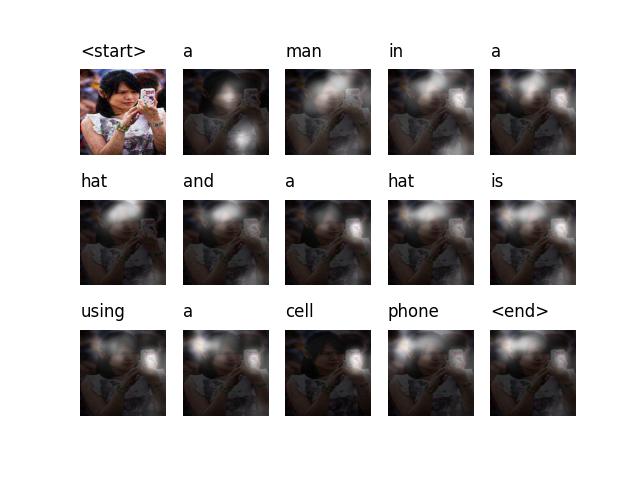 <start> a man in a
hat and a hat is
using a cell phone <end>